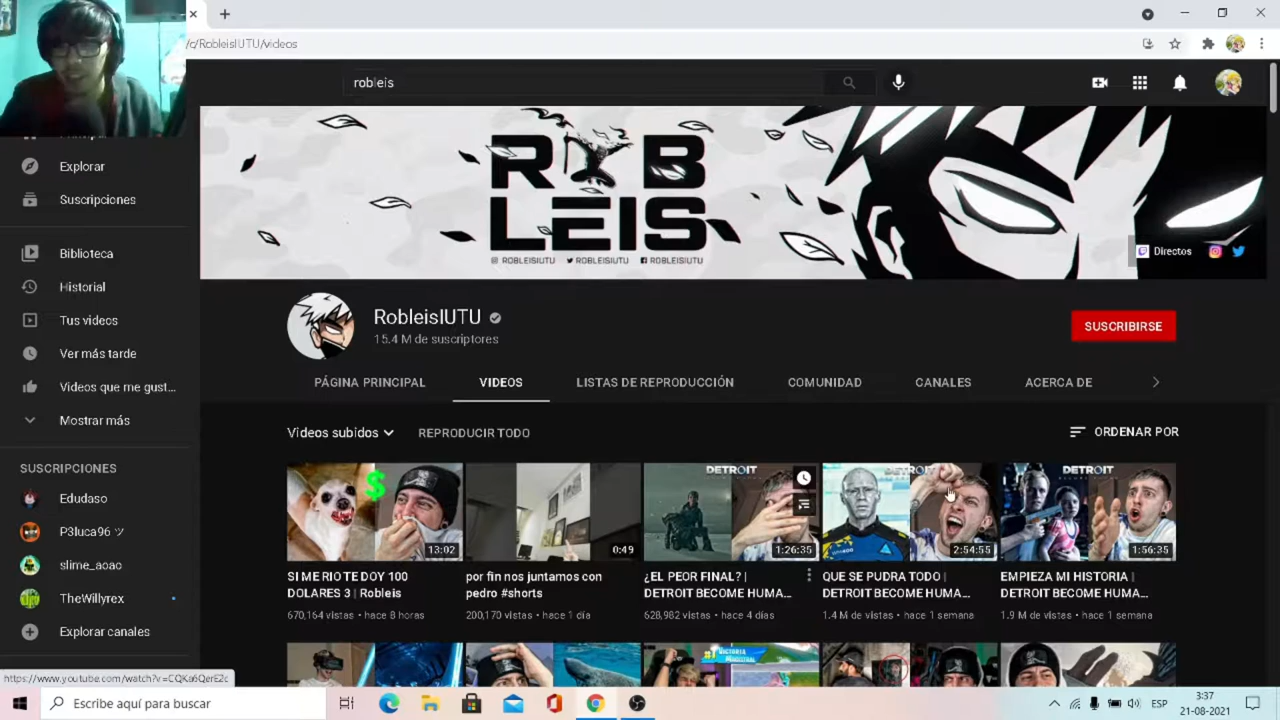 /c/RobleisIUTU/videos
robleis
Explorar
Suscripciones
Biblioteca
Historial
Tus videos
Ver más tarde
Videos que me gust...
Mostrar más
SUSCRIPCIONES
Edudaso
P3luca96 ツ
slime_aoao
TheWillyrex
Explorar canales
R B
LEIS
ROBLEISIUTU ROBLEISIUTU ROBLEISIUTU
Directos
RobleisIUTU
15.4 M de suscriptores
SUSCRIBIRSE
PÁGINA PRINCIPAL VIDEOS LISTAS DE REPRODUCCIÓN COMUNIDAD CANALES ACERCA DE
Videos subidos REPRODUCIR TODO ORDENAR POR
$
13:02
SI ME RIO TE DOY 100
DOLARES 3 | Robleis
670,164 vistas • hace 8 horas
0:49
por fin nos juntamos con
pedro #shorts
200,170 vistas • hace 1 día
DETROIT
1:26:35
¿EL PEOR FINAL? |
DETROIT BECOME HUMA...
628,982 vistas • hace 4 días
2:54:55
QUE SE PUDRA TODO |
DETROIT BECOME HUMA...
1.4 M de vistas • hace 1 semana
DETROIT
1:56:35
EMPIEZA MI HISTORIA |
DETROIT BECOME HUMA...
1.9 M de vistas • hace 1 semana
#1 VICTORIA
https://www.youtube.com/watch?v=CQKa6QerE2c
Escribe aquí para buscar
ESP
3:37
21-08-2021